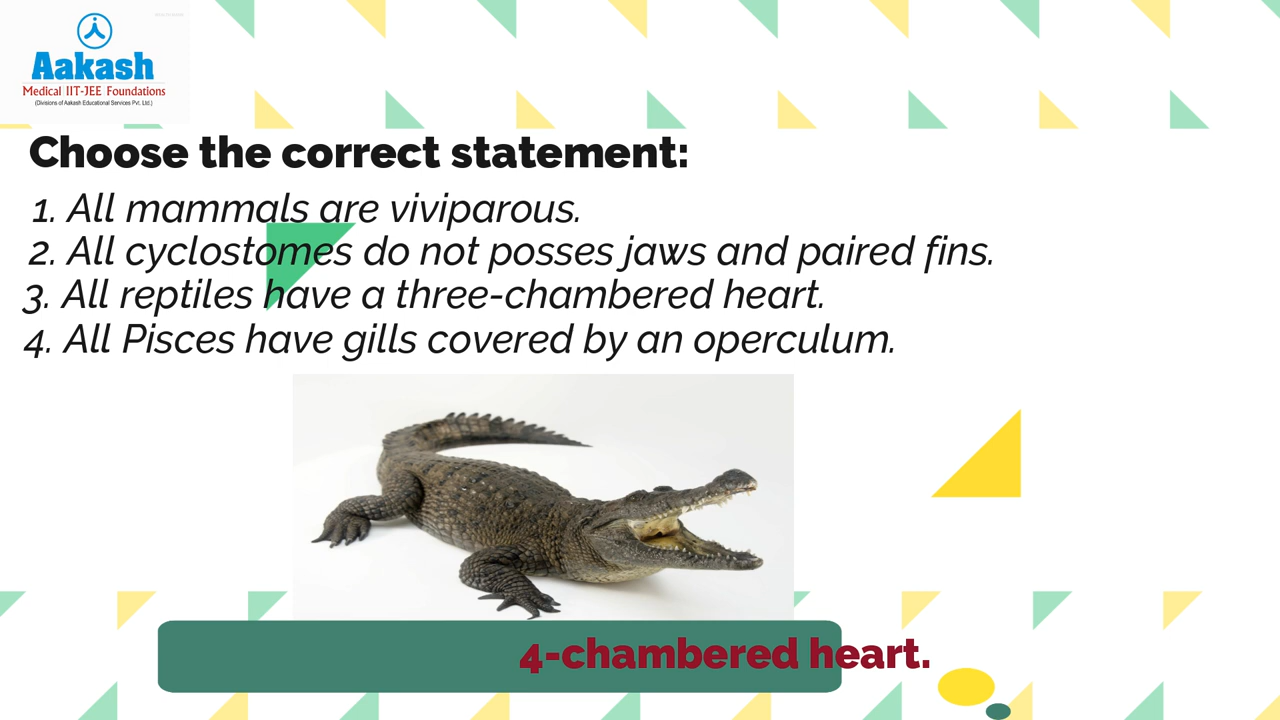 Aakash
Medical IIT-JEE Foundations
(Divisions of Aakash Educational Services Pvt. Ltd.)
Choose the correct statement:
1. All mammals are viviparous.
2. All cyclostomes do not posses jaws and paired fins.
3. All reptiles have a three-chambered heart.
4. All Pisces have gills covered by an operculum.
4-chambered heart.